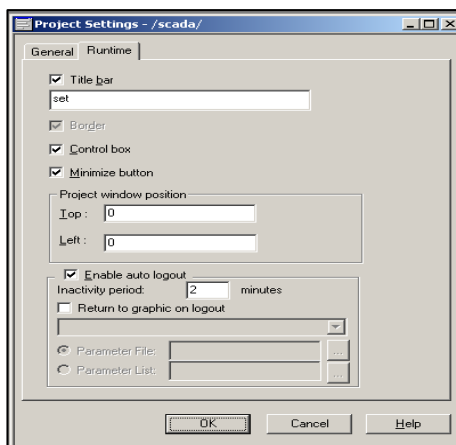 Project Settings - /scada/
General Runtime
Title bar
set
Border
Control box
Minimize button
Project window position
Top : 0
Left : 0
Enable auto logout
Inactivity period: 2 minutes
Return to graphic on logout
Parameter File: ...
Parameter List: ...
OK Cancel Help